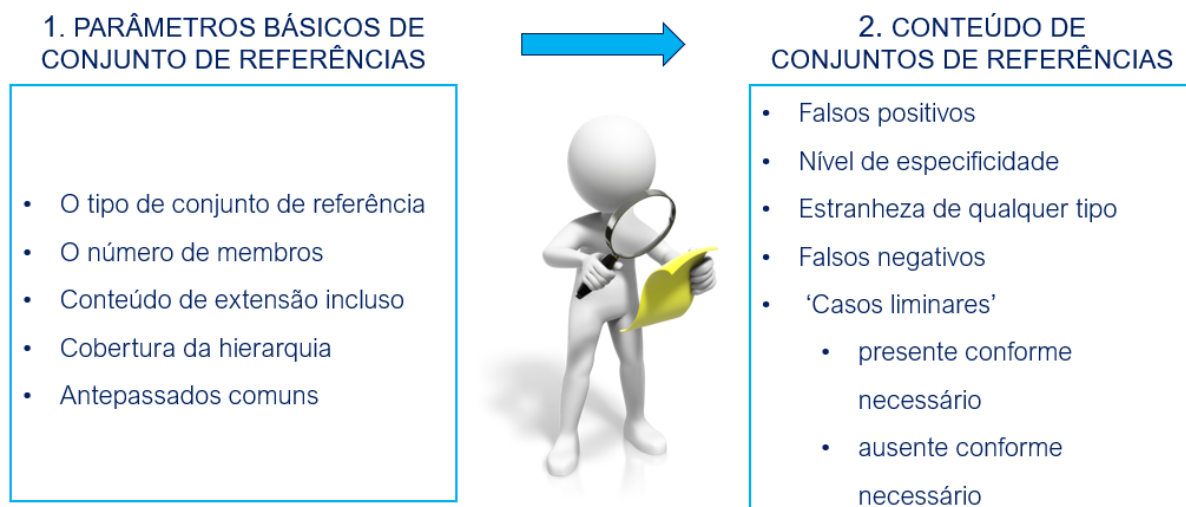 1. PARÂMETROS BÁSICOS DE
CONJUNTO DE REFERÊNCIAS
• O tipo de conjunto de referência
• O número de membros
• Conteúdo de extensão incluso
• Cobertura da hierarquia
• Antepassados comuns
2. CONTEÚDO DE
CONJUNTOS DE REFERÊNCIAS
• Falsos positivos
• Nível de especificidade
• Estranheza de qualquer tipo
• Falsos negativos
• ‘Casos liminares’
• presente conforme
necessário
• ausente conforme
necessário